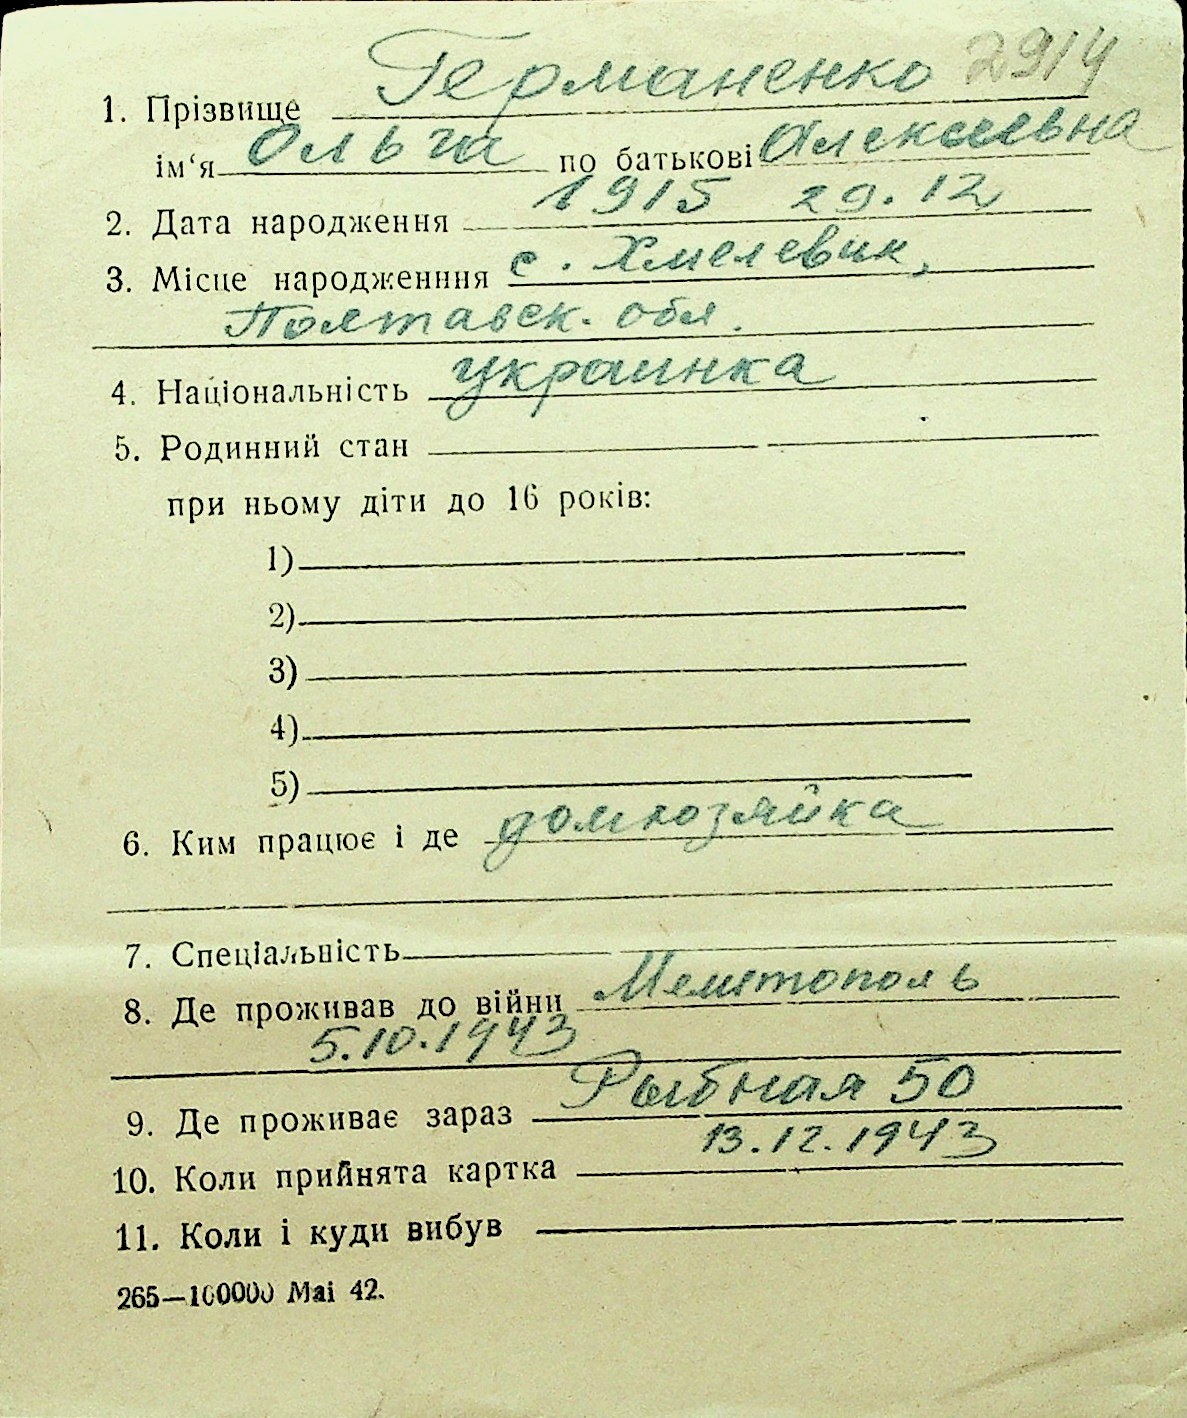 Германенко 2914
1. Прізвище
ім‘я Ольга по батькові Алексеевна
2. Дата народження 1915 29.12
3. Місце народженння с. Хмелевик,
Полтавск. обл.
4. Національність украинка
5. Родинний стан
при ньому діти до 16 років:
1)
2)
3)
4)
5)
6. Ким працює і де домхозяйка
7. Спеціальність
8. Де проживав до війни Мелитополь
5.10.1943
9. Де проживає зараз Рыбная 50
10. Коли прийнята картка 13.12.1943
11. Коли і куди вибув
265—100000 Mai 42.